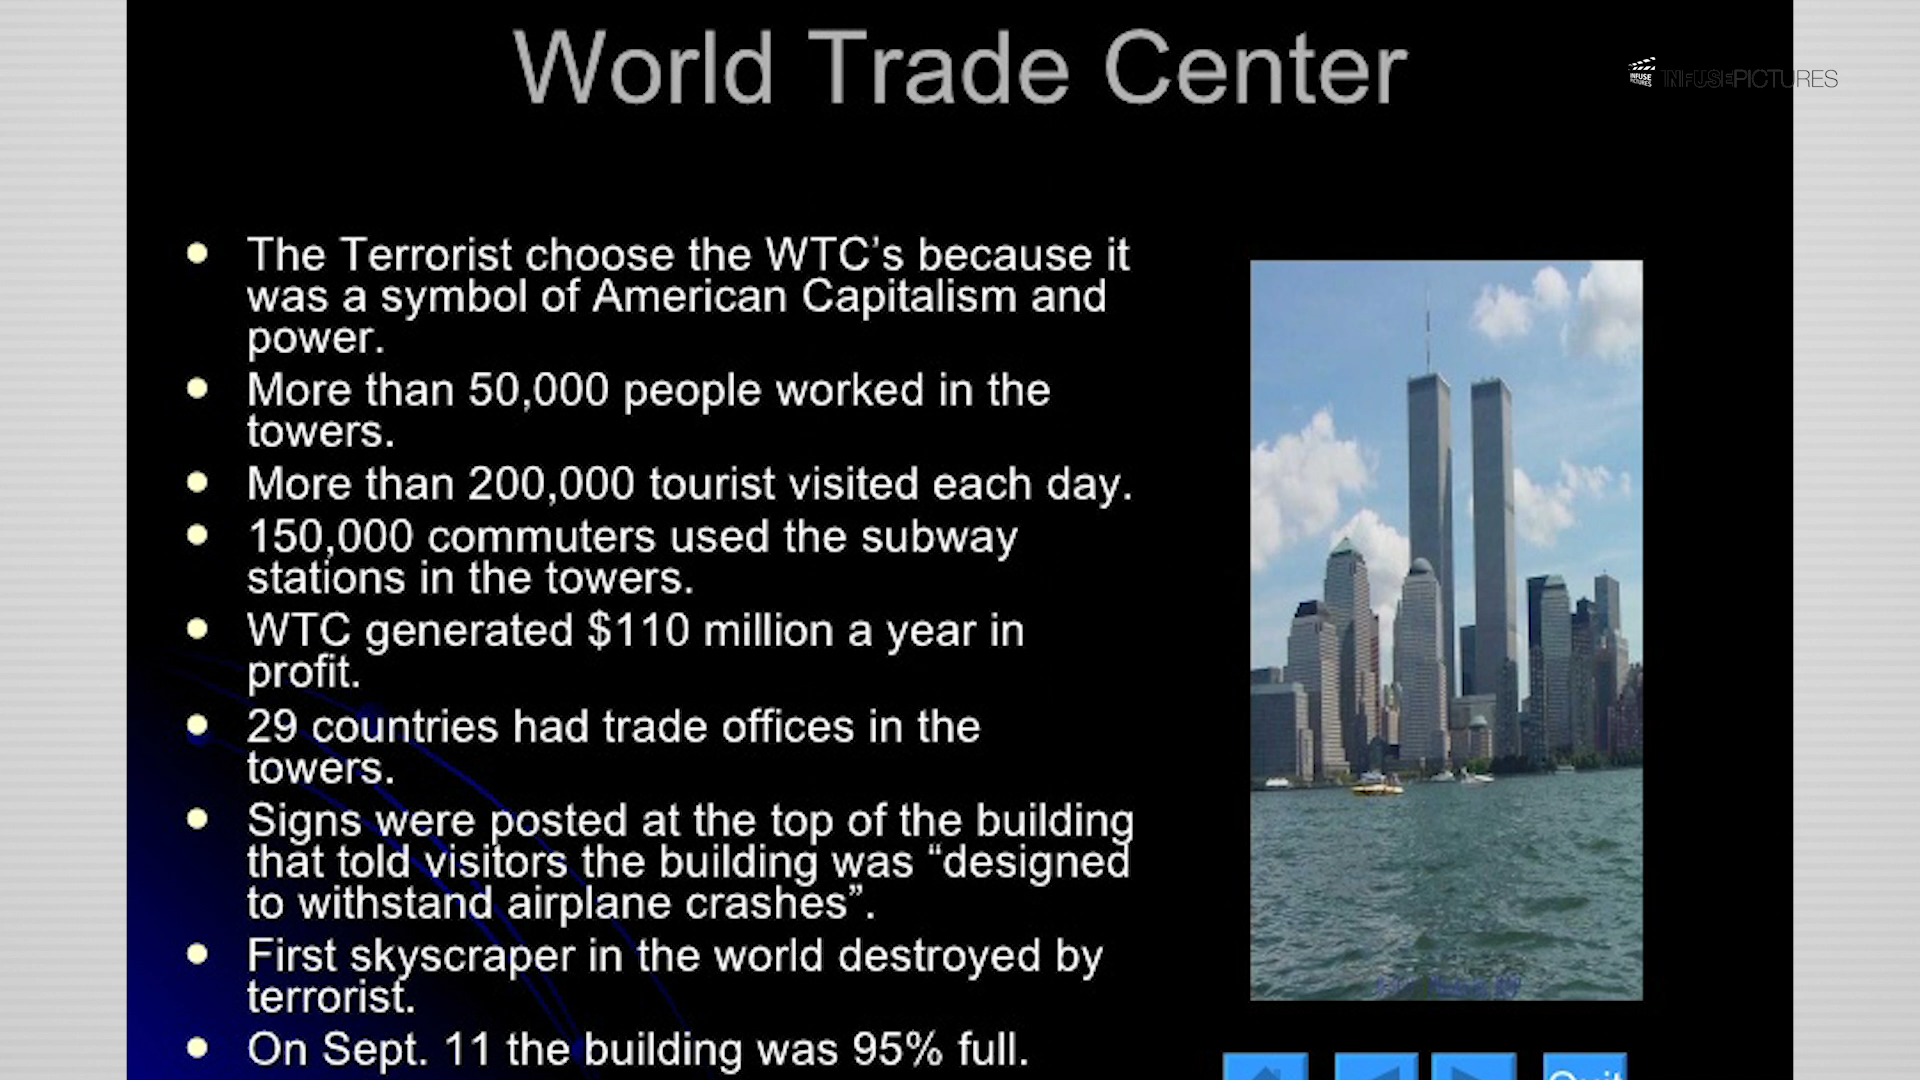 World Trade Center
INFUSE PICTURES
INFUSEPICTURES
The Terrorist choose the WTC’s because it
was a symbol of American Capitalism and
power.
More than 50,000 people worked in the
towers.
More than 200,000 tourist visited each day.
150,000 commuters used the subway
stations in the towers.
WTC generated $110 million a year in
profit.
29 countries had trade offices in the
towers.
Signs were posted at the top of the building
that told visitors the building was “designed
to withstand airplane crashes”.
First skyscraper in the world destroyed by
terrorist.
On Sept. 11 the building was 95% full.
Quit